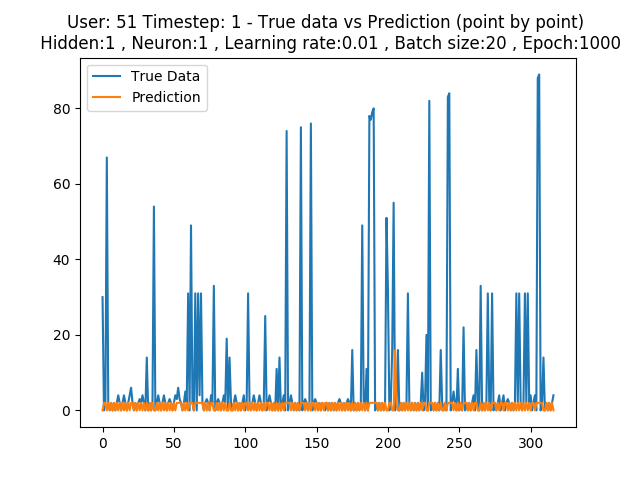 User: 51 Timestep: 1 - True data vs Prediction (point by point)
Hidden:1 , Neuron:1 , Learning rate:0.01 , Batch size:20 , Epoch:1000
True Data
Prediction
80
60
40
20
0
0 50 100 150 200 250 300